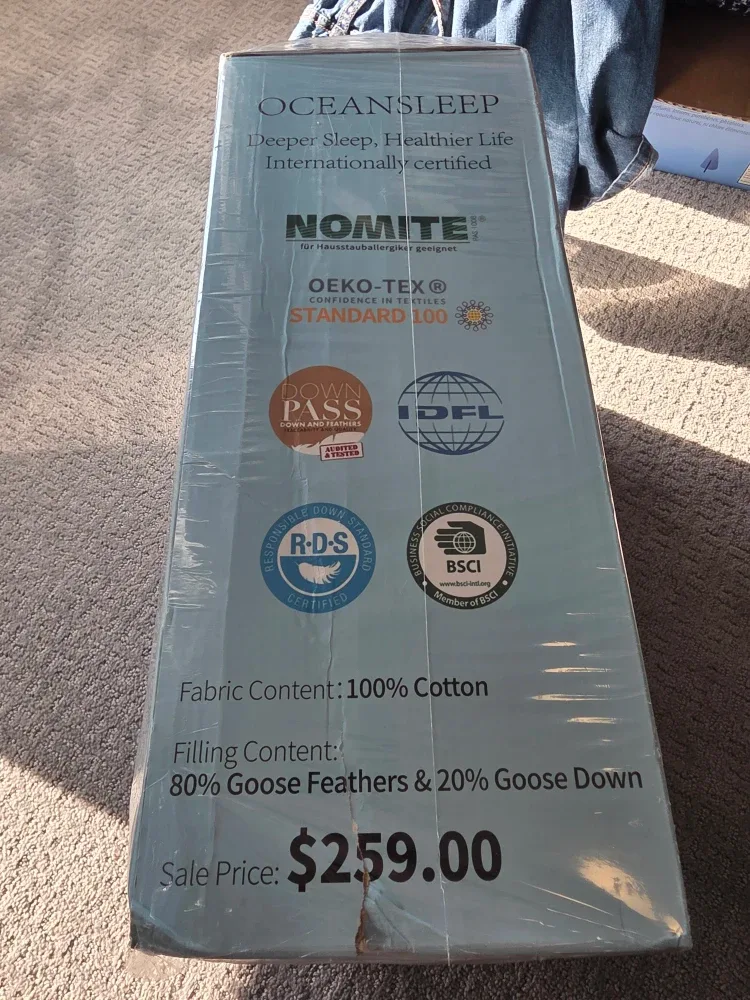 OCEANSLEEP
Deeper Sleep, Healthier Life
Internationally certified
NOMITE ®
für Hausstauballergiker geeignet
OEKO-TEX®
CONFIDENCE IN TEXTILES
STANDARD 100
DOWN
PASS
DOWN AND FEATHERS
TRACEABILITY AND QUALITY
AUDITED
& TESTED
IDFL
RESPONSIBLE DOWN STANDARD
R·D·S
CERTIFIED
BUSINESS SOCIAL COMPLIANCE INITIATIVE
BSCI
www.bsci-intl.org
Member of BSCI
Fabric Content: 100% Cotton
Filling Content:
80% Goose Feathers & 20% Goose Down
Sale Price: $259.00